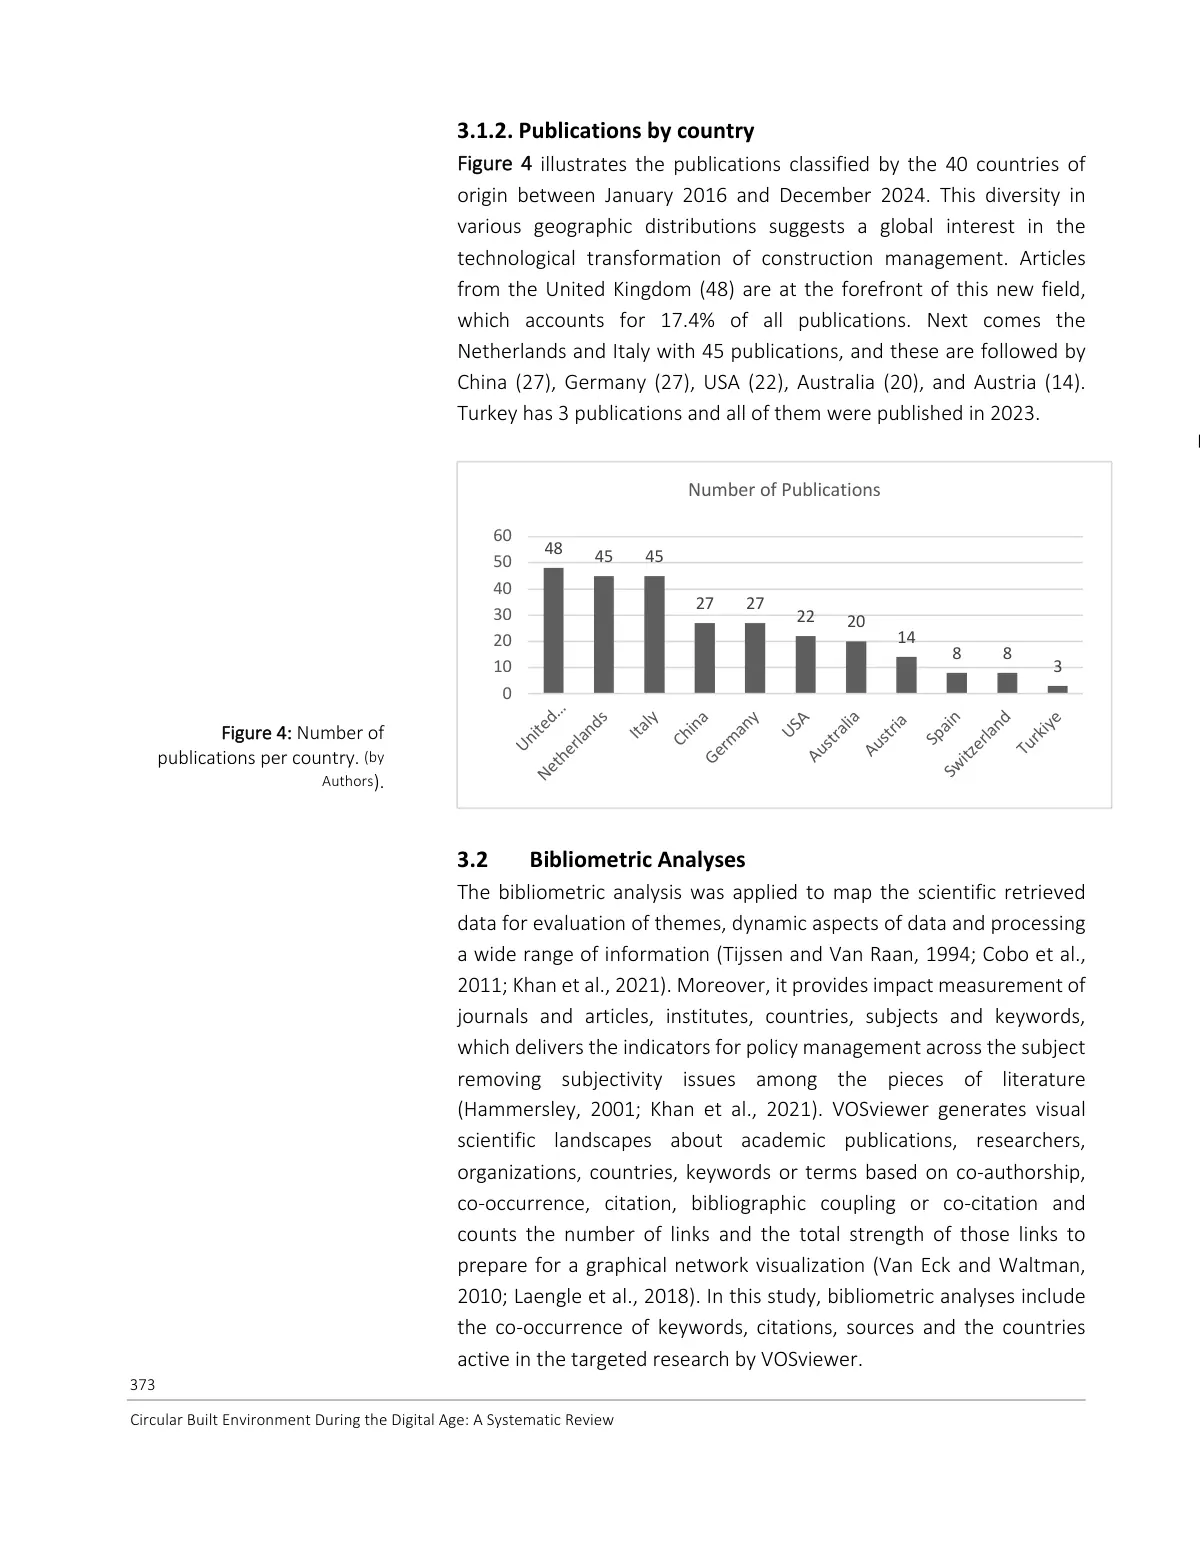 3.1.2. Publications by country
Figure 4 illustrates the publications classified by the 40 countries of
origin between January 2016 and December 2024. This diversity in
various geographic distributions suggests a global interest in the
technological transformation of construction management. Articles
from the United Kingdom (48) are at the forefront of this new field,
which accounts for 17.4% of all publications. Next comes the
Netherlands and Italy with 45 publications, and these are followed by
China (27), Germany (27), USA (22), Australia (20), and Austria (14).
Turkey has 3 publications and all of them were published in 2023.
Number of Publications
60
50
40
30
20
10
0
48
45
45
27
27
22
20
14
8
8
3
United...
Netherlands
Italy
China
Germany
USA
Australia
Austria
Spain
Switzerland
Turkiye
Figure 4: Number of
publications per country. (by
Authors).
3.2 Bibliometric Analyses
The bibliometric analysis was applied to map the scientific retrieved
data for evaluation of themes, dynamic aspects of data and processing
a wide range of information (Tijssen and Van Raan, 1994; Cobo et al.,
2011; Khan et al., 2021). Moreover, it provides impact measurement of
journals and articles, institutes, countries, subjects and keywords,
which delivers the indicators for policy management across the subject
removing subjectivity issues among the pieces of literature
(Hammersley, 2001; Khan et al., 2021). VOSviewer generates visual
scientific landscapes about academic publications, researchers,
organizations, countries, keywords or terms based on co-authorship,
co-occurrence, citation, bibliographic coupling or co-citation and
counts the number of links and the total strength of those links to
prepare for a graphical network visualization (Van Eck and Waltman,
2010; Laengle et al., 2018). In this study, bibliometric analyses include
the co-occurrence of keywords, citations, sources and the countries
active in the targeted research by VOSviewer.
373
Circular Built Environment During the Digital Age: A Systematic Review